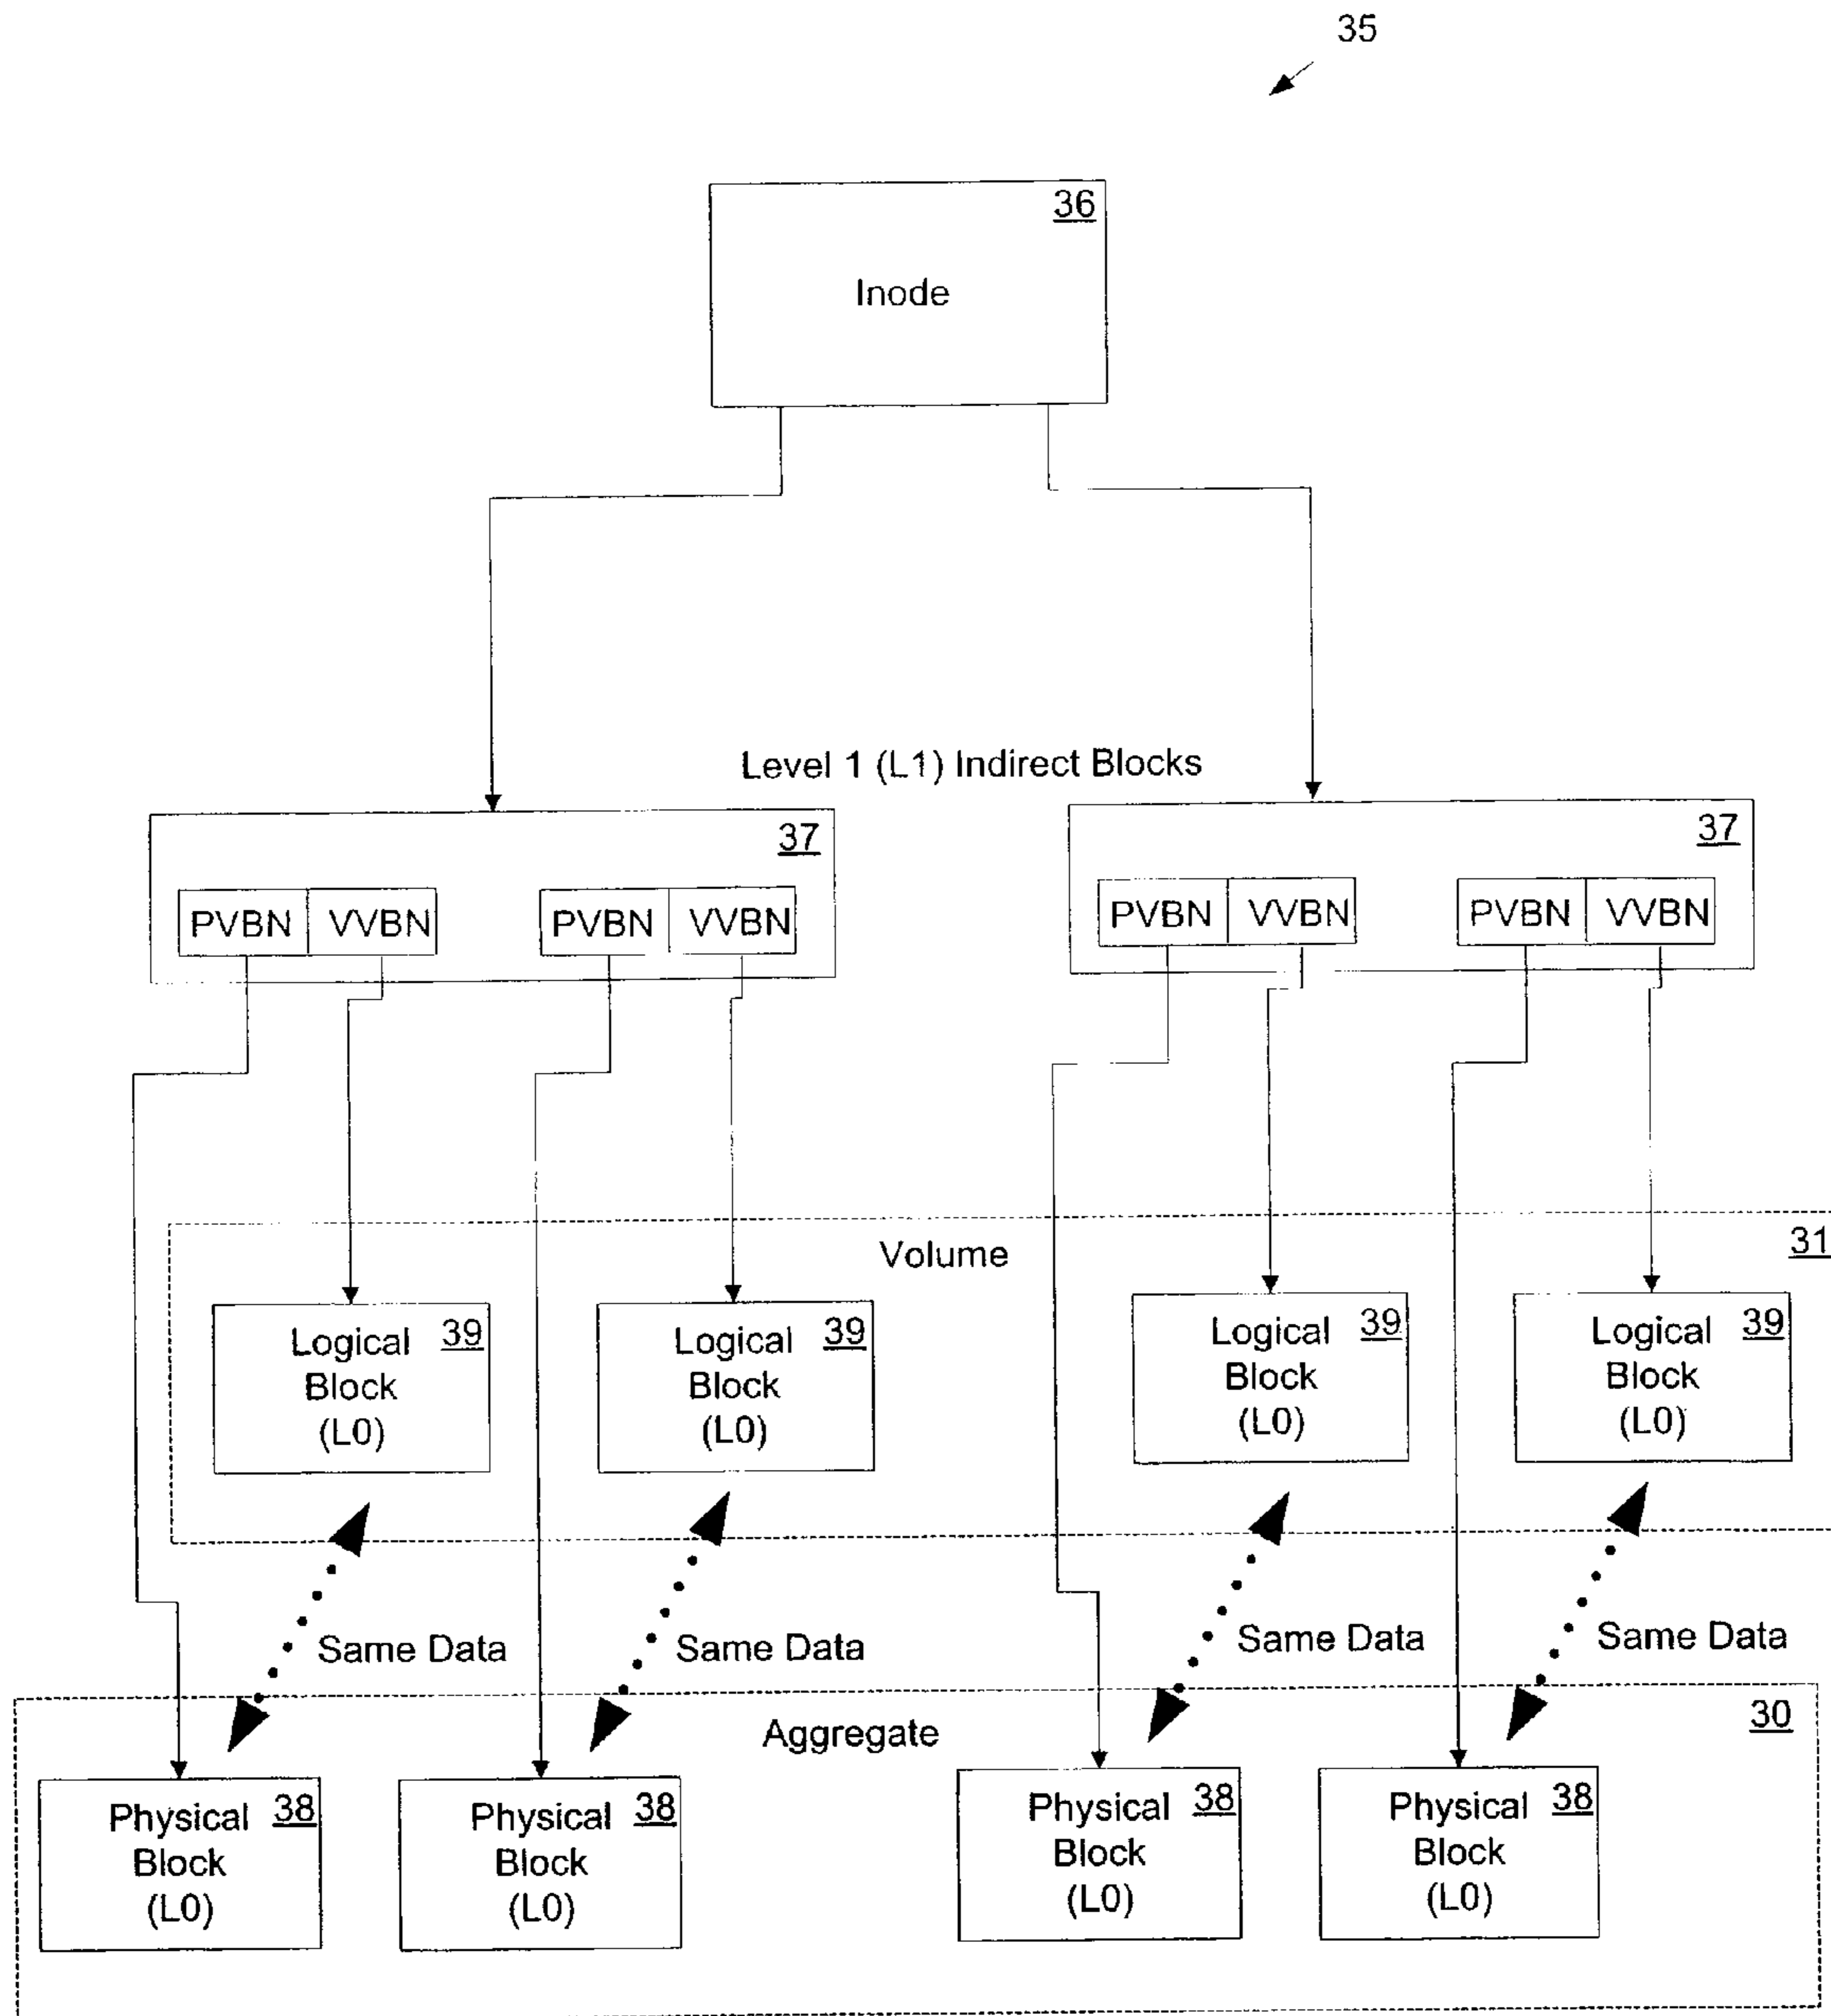 35
36
Inode
Level 1 (L1) Indirect Blocks
37
PVBN VVBN PVBN VVBN
37
PVBN VVBN PVBN VVBN
Volume
31
Logical 39
Block
(L0)
Logical 39
Block
(L0)
Logical 39
Block
(L0)
Logical 39
Block
(L0)
Same Data
Same Data
Same Data
Same Data
Aggregate
30
Physical 38
Block
(L0)
Physical 38
Block
(L0)
Physical 38
Block
(L0)
Physical 38
Block
(L0)